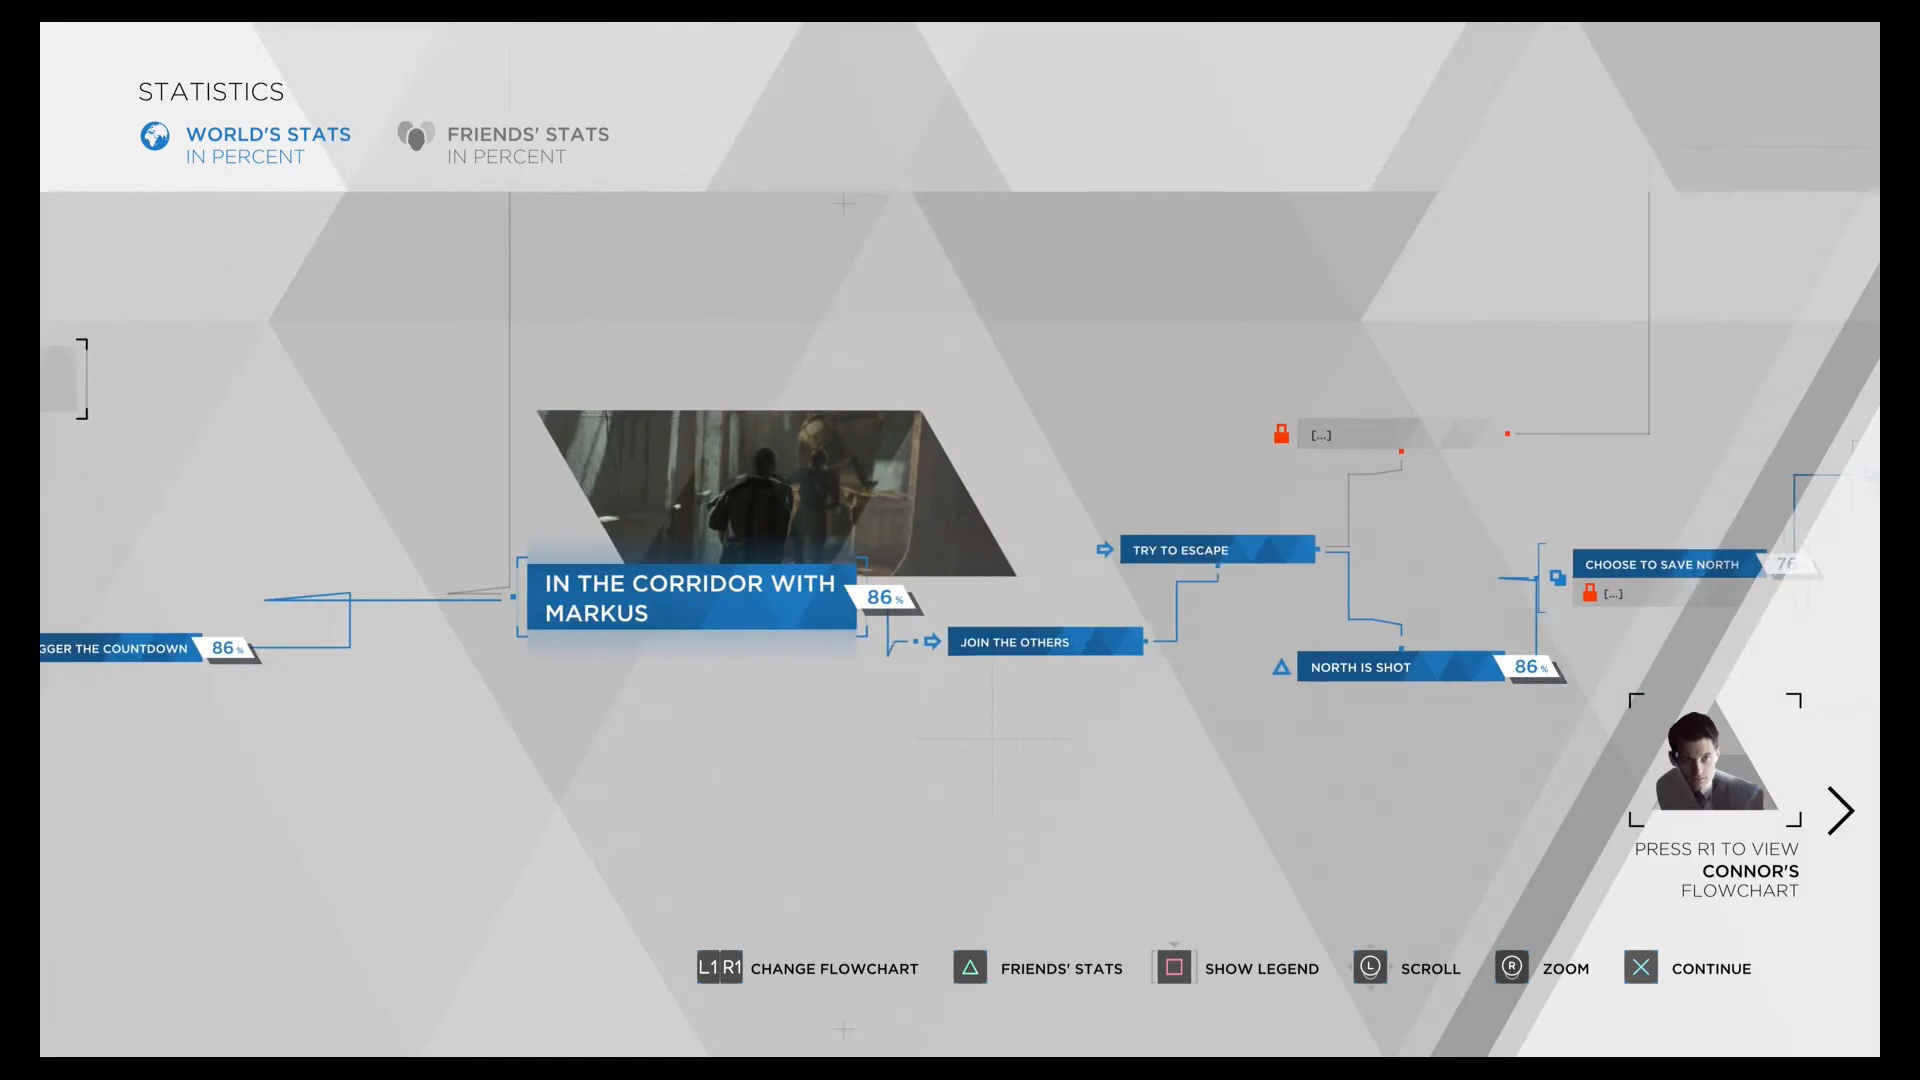 STATISTICS
WORLD'S STATS
IN PERCENT
FRIENDS' STATS
IN PERCENT
[...]
TRY TO ESCAPE
CHOOSE TO SAVE NORTH
76
[...]
IN THE CORRIDOR WITH
MARKUS
86 %
GGER THE COUNTDOWN
86 %
JOIN THE OTHERS
NORTH IS SHOT
86 %
PRESS R1 TO VIEW
CONNOR'S
FLOWCHART
L1 R1 CHANGE FLOWCHART
FRIENDS' STATS
SHOW LEGEND
L SCROLL
R ZOOM
CONTINUE